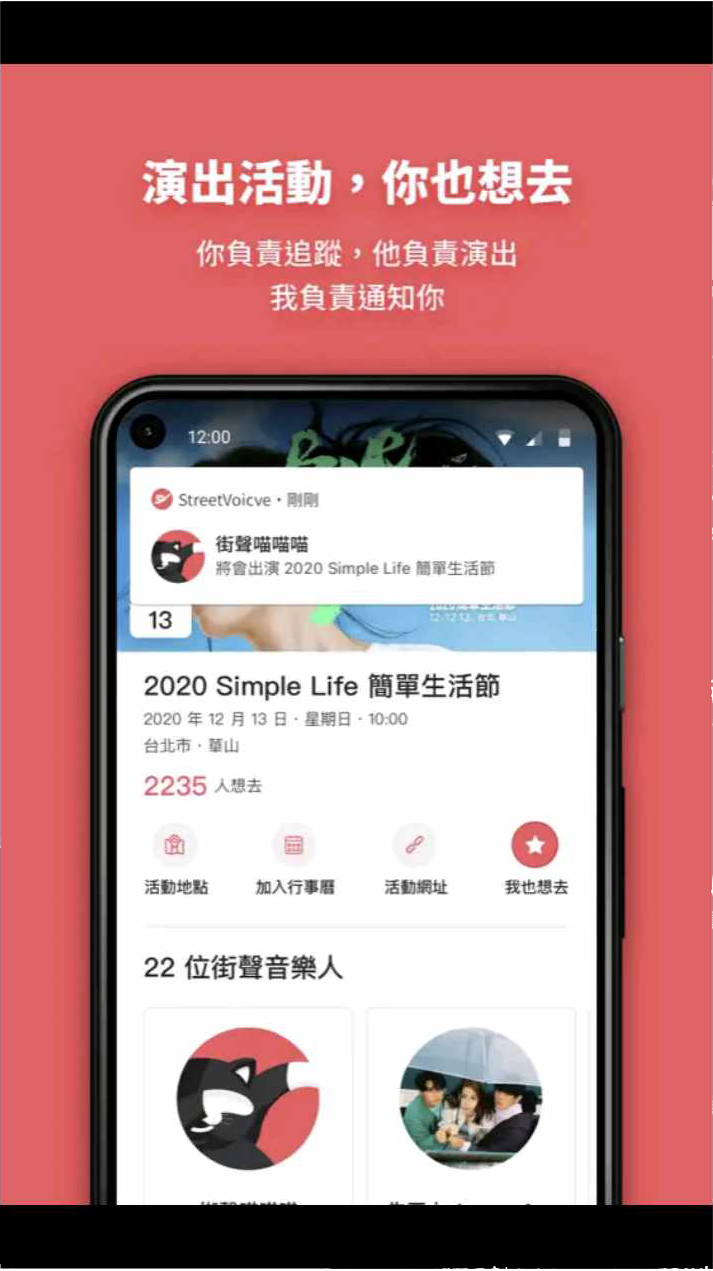 演出活動，你也想去
你負責追蹤，他負責演出
我負責通知你
12:00
StreetVoicve・剛剛
街聲喵喵喵
將會出演 2020 Simple Life 簡單生活節
13
2020 Simple Life 簡單生活節
2020 年 12 月 13 日・星期日・10:00
台北市・華山
2235 人想去
活動地點 加入行事曆 活動網址 我也想去
22 位街聲音樂人